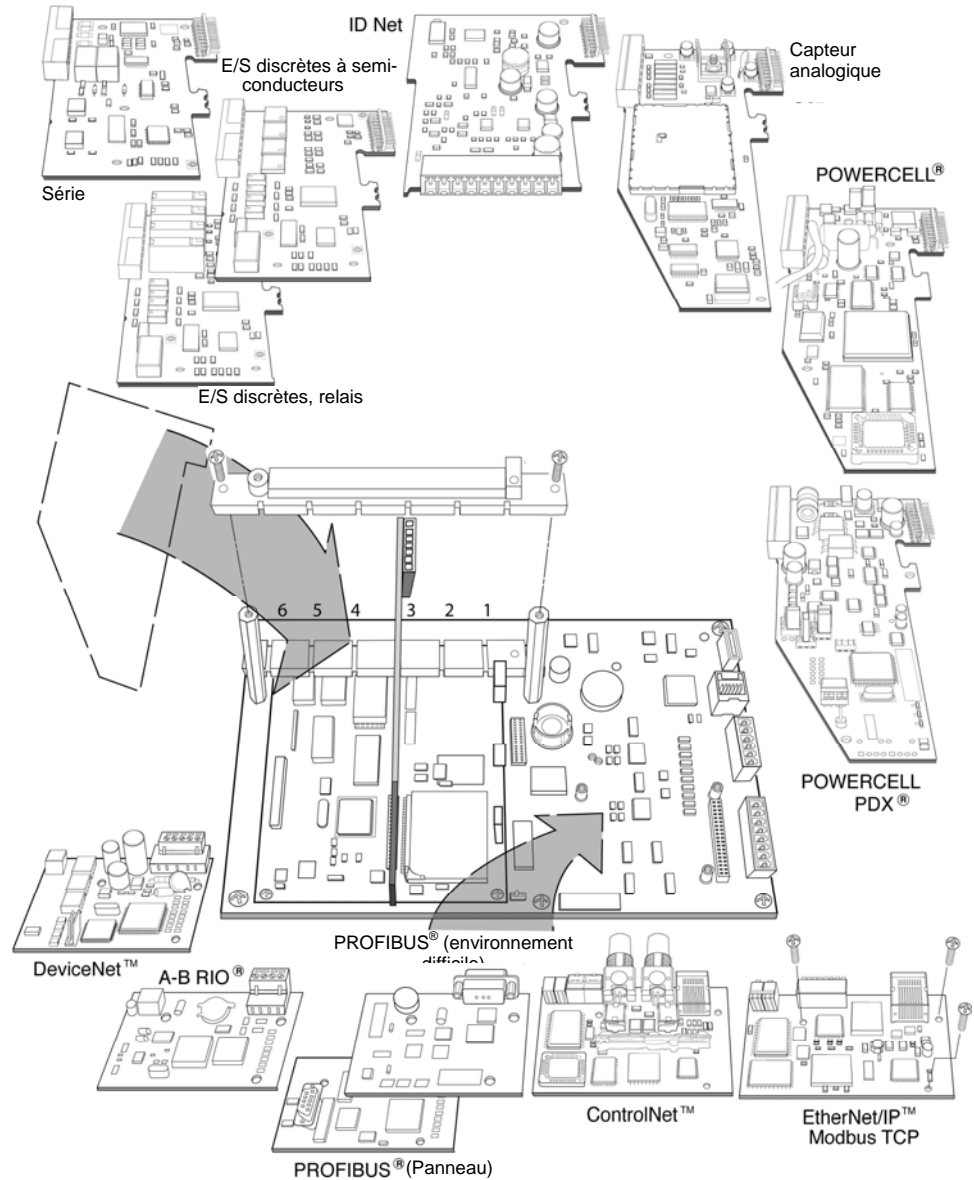 ID Net
E/S discrètes à semi-
conducteurs
Capteur
analogique
Série
POWERCELL®
E/S discrètes, relais
6 5 4 3 2 1
POWERCELL
PDX®
DeviceNet™
PROFIBUS® (environnement
difficile)
A-B RIO®
ControlNet™
EtherNet/IP™
Modbus TCP
PROFIBUS® (Panneau)